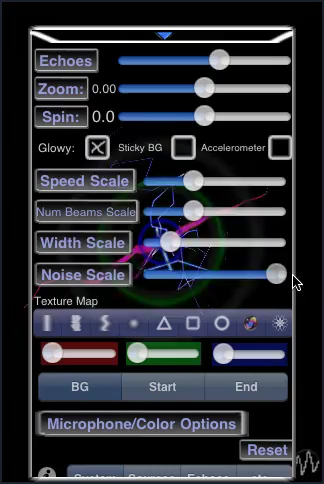 Echoes
Zoom: 0.00
Spin: 0.0
Glowy: Sticky BG Accelerometer
Speed Scale
Num Beams Scale
Width Scale
Noise Scale
Texture Map
BG Start End
Microphone/Color Options
Reset